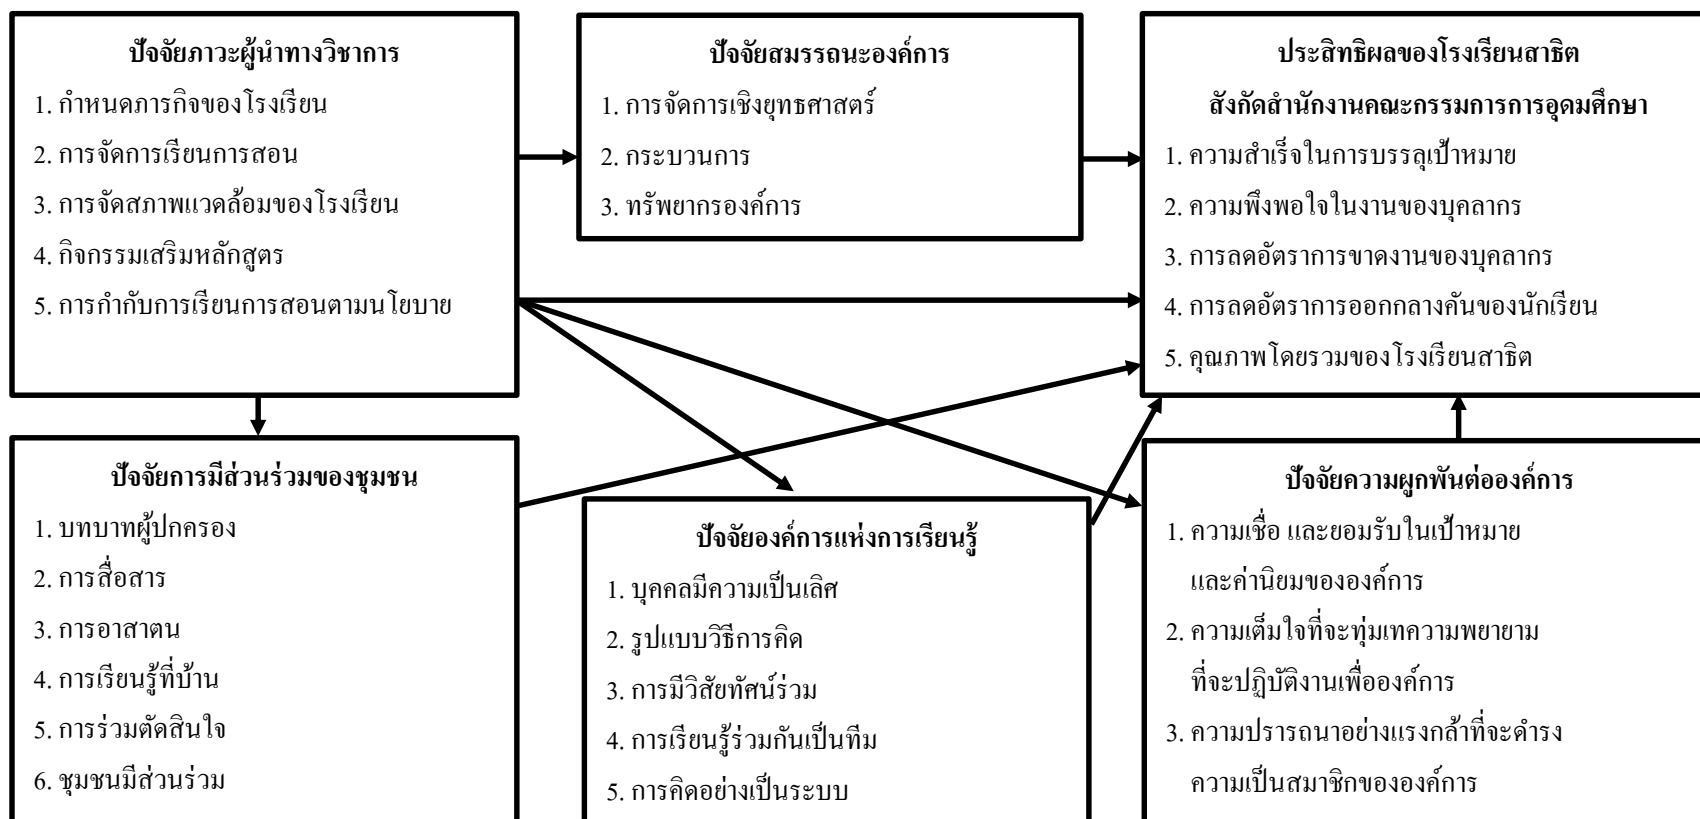 ปัจจัยภาวะผู้นำทางวิชาการ
1. กำหนดภารกิจของโรงเรียน
2. การจัดการเรียนการสอน
3. การจัดสภาพแวดล้อมของโรงเรียน
4. กิจกรรมเสริมหลักสูตร
5. การกำกับการเรียนการสอนตามนโยบาย
ปัจจัยสมรรถนะองค์การ
1. การจัดการเชิงยุทธศาสตร์
2. กระบวนการ
3. ทรัพยากรองค์การ
ประสิทธิผลของโรงเรียนสาธิต
สังกัดสำนักงานคณะกรรมการการอุดมศึกษา
1. ความสำเร็จในการบรรลุเป้าหมาย
2. ความพึงพอใจในงานของบุคลากร
3. การลดอัตราการขาดงานของบุคลากร
4. การลดอัตราการออกกลางคันของนักเรียน
5. คุณภาพโดยรวมของโรงเรียนสาธิต
ปัจจัยการมีส่วนร่วมของชุมชน
1. บทบาทผู้ปกครอง
2. การสื่อสาร
3. การอาสาตน
4. การเรียนรู้ที่บ้าน
5. การร่วมตัดสินใจ
6. ชุมชนมีส่วนร่วม
ปัจจัยองค์การแห่งการเรียนรู้
1. บุคคลมีความเป็นเลิศ
2. รูปแบบวิธีการคิด
3. การมีวิสัยทัศน์ร่วม
4. การเรียนรู้ร่วมกันเป็นทีม
5. การคิดอย่างเป็นระบบ
ปัจจัยความผูกพันต่อองค์การ
1. ความเชื่อ และยอมรับในเป้าหมาย
และค่านิยมขององค์การ
2. ความเต็มใจที่จะทุ่มเทความพยายาม
ที่จะปฏิบัติงานเพื่อองค์การ
3. ความปรารถนาอย่างแรงกล้าที่จะดำรง
ความเป็นสมาชิกขององค์การ